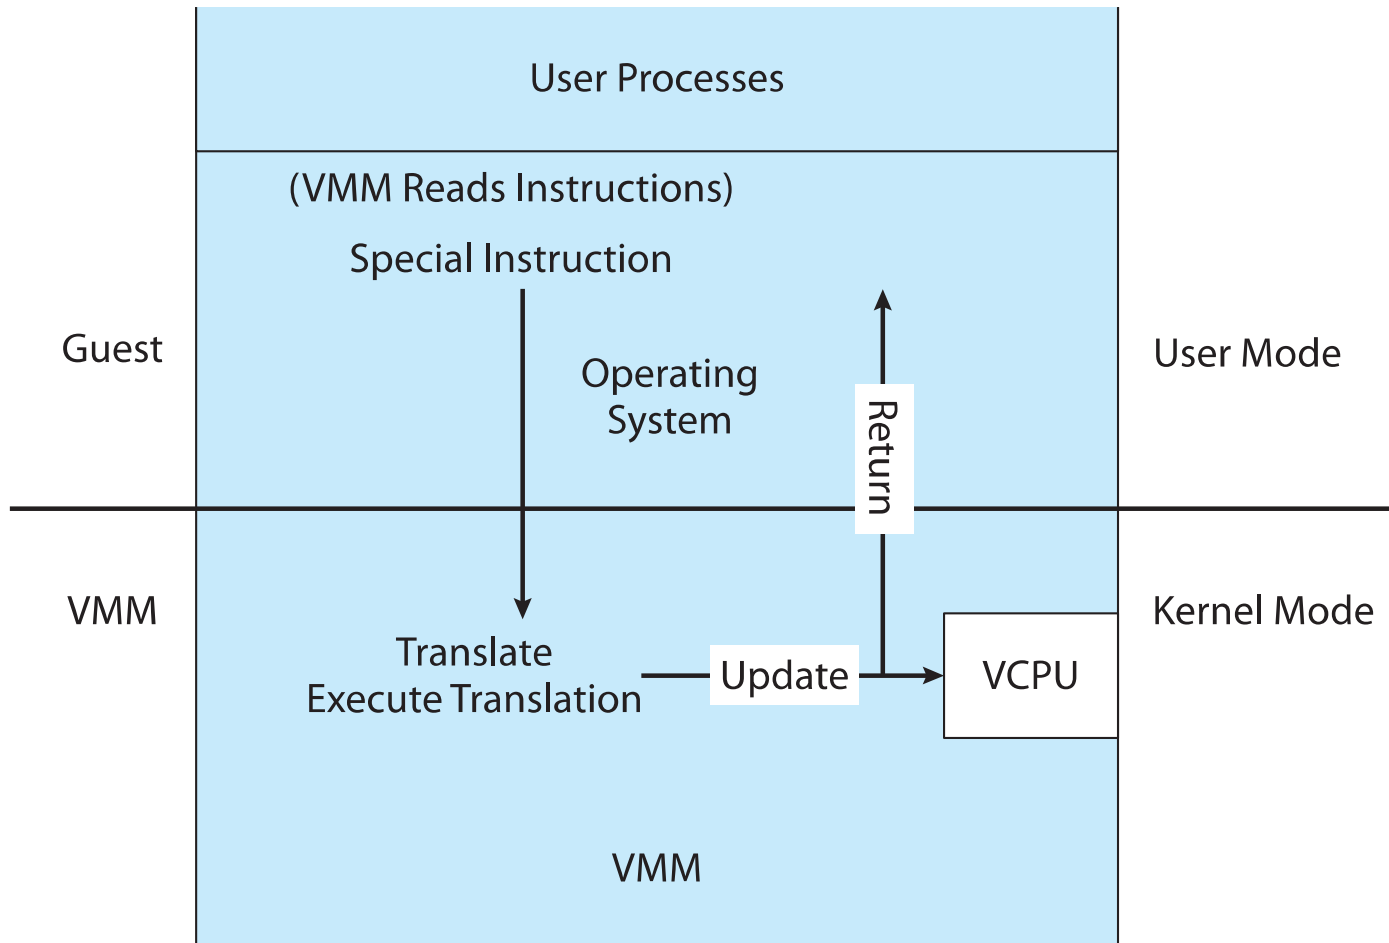 User Processes
(VMM Reads Instructions)
Special Instruction
Guest
Operating
System
Return
User Mode
VMM
Kernel Mode
Translate
Execute Translation
Update
VCPU
VMM